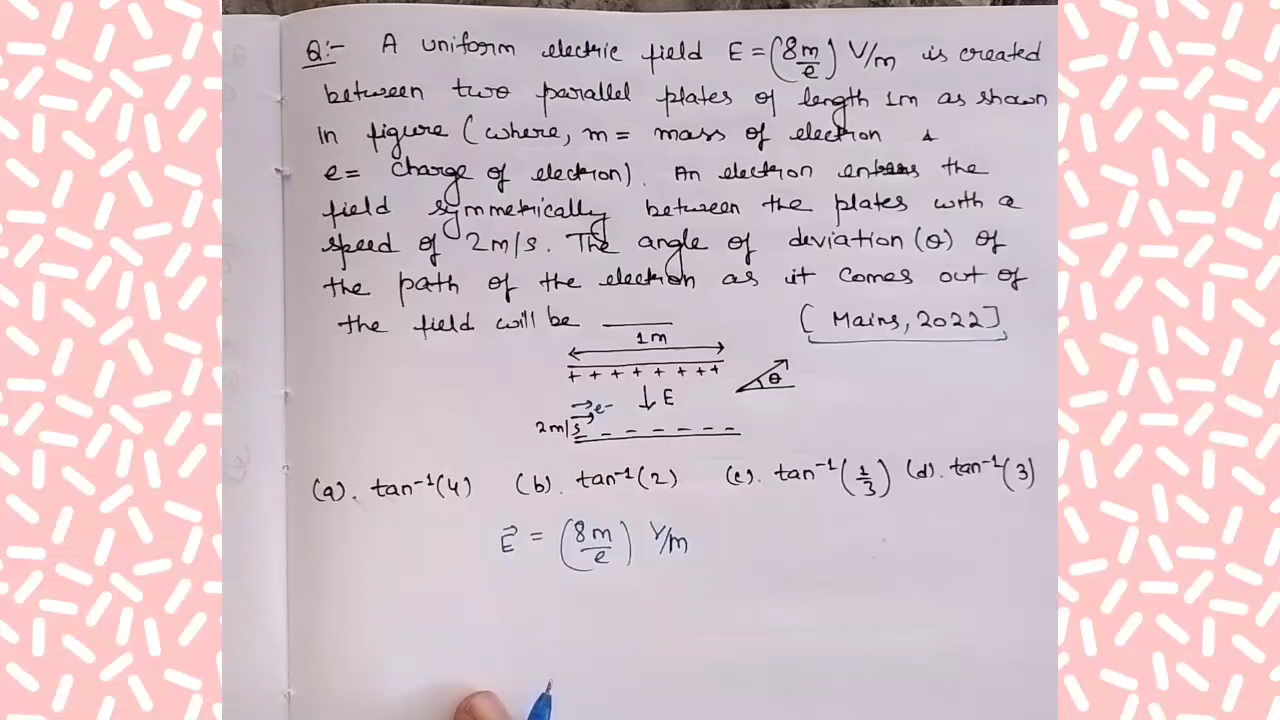 Q:- A uniform electric field E = (8m/e) V/m is created
between two parallel plates of length 1m as shown
in figure (where, m = mass of electron &
e = charge of electron). An electron enters the
field symmetrically between the plates with a
speed of 2m/s. The angle of deviation (θ) of
the path of the electron as it comes out of
the field will be ______
[Mains, 2022]
1m
+ + + + + + + +
θ
E
e-
2m/s
- - - - - -
(a). tan⁻¹(4) (b). tan⁻¹(2) (c). tan⁻¹(1/3) (d). tan⁻¹(3)
E⃗ = (8m/e) V/m